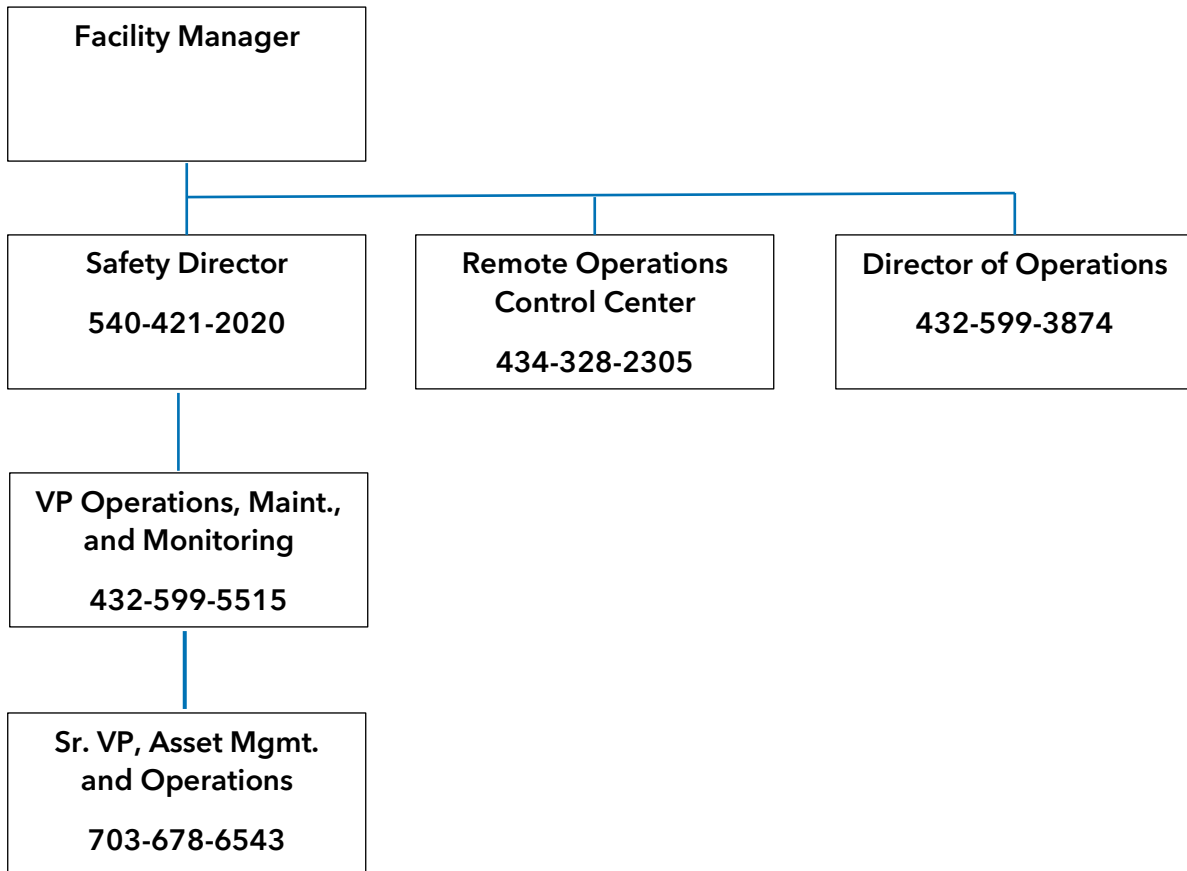 Facility Manager
Safety Director
540-421-2020
Remote Operations
Control Center
434-328-2305
Director of Operations
432-599-3874
VP Operations, Maint.,
and Monitoring
432-599-5515
Sr. VP, Asset Mgmt.
and Operations
703-678-6543